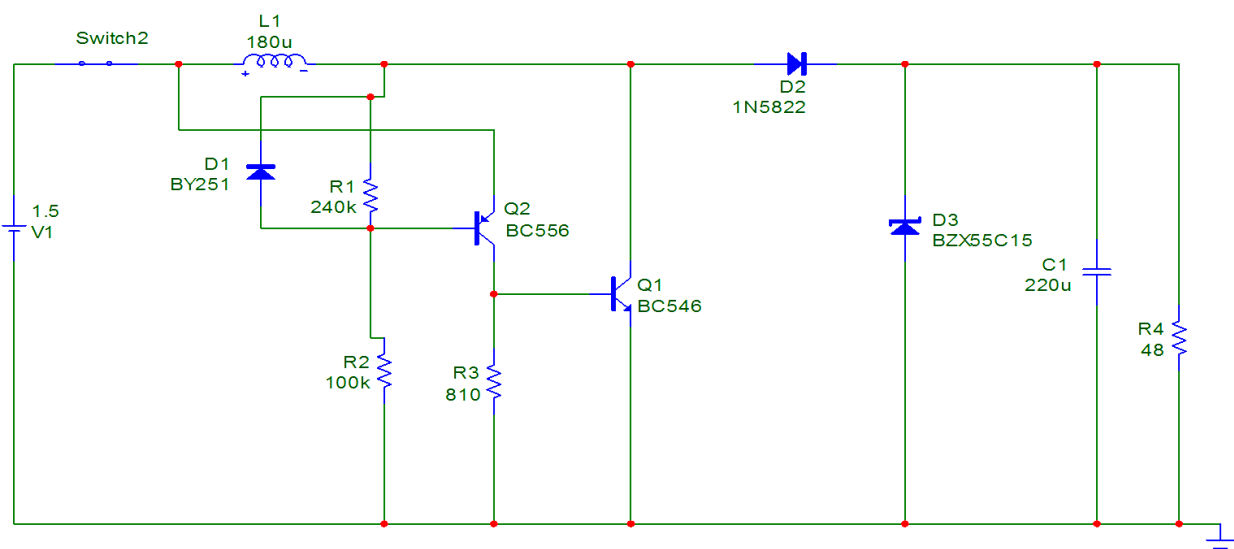 L1
180u
Switch2
D2
1N5822
D1
BY251
R1
240k
Q2
BC556
1.5
V1
D3
BZX55C15
C1
220u
Q1
BC546
R4
48
R2
100k
R3
810
+
-